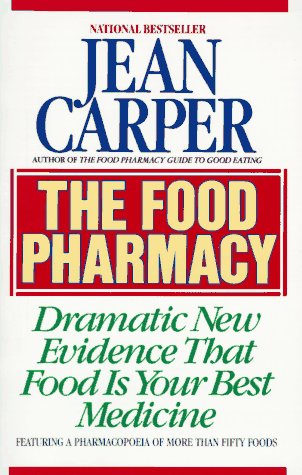 NATIONAL BESTSELLER
JEAN
CARPER
AUTHOR OF THE FOOD PHARMACY GUIDE TO GOOD EATING
THE FOOD
PHARMACY
Dramatic New
Evidence That
Food Is Your Best
Medicine
FEATURING A PHARMACOPOEIA OF MORE THAN FIFTY FOODS